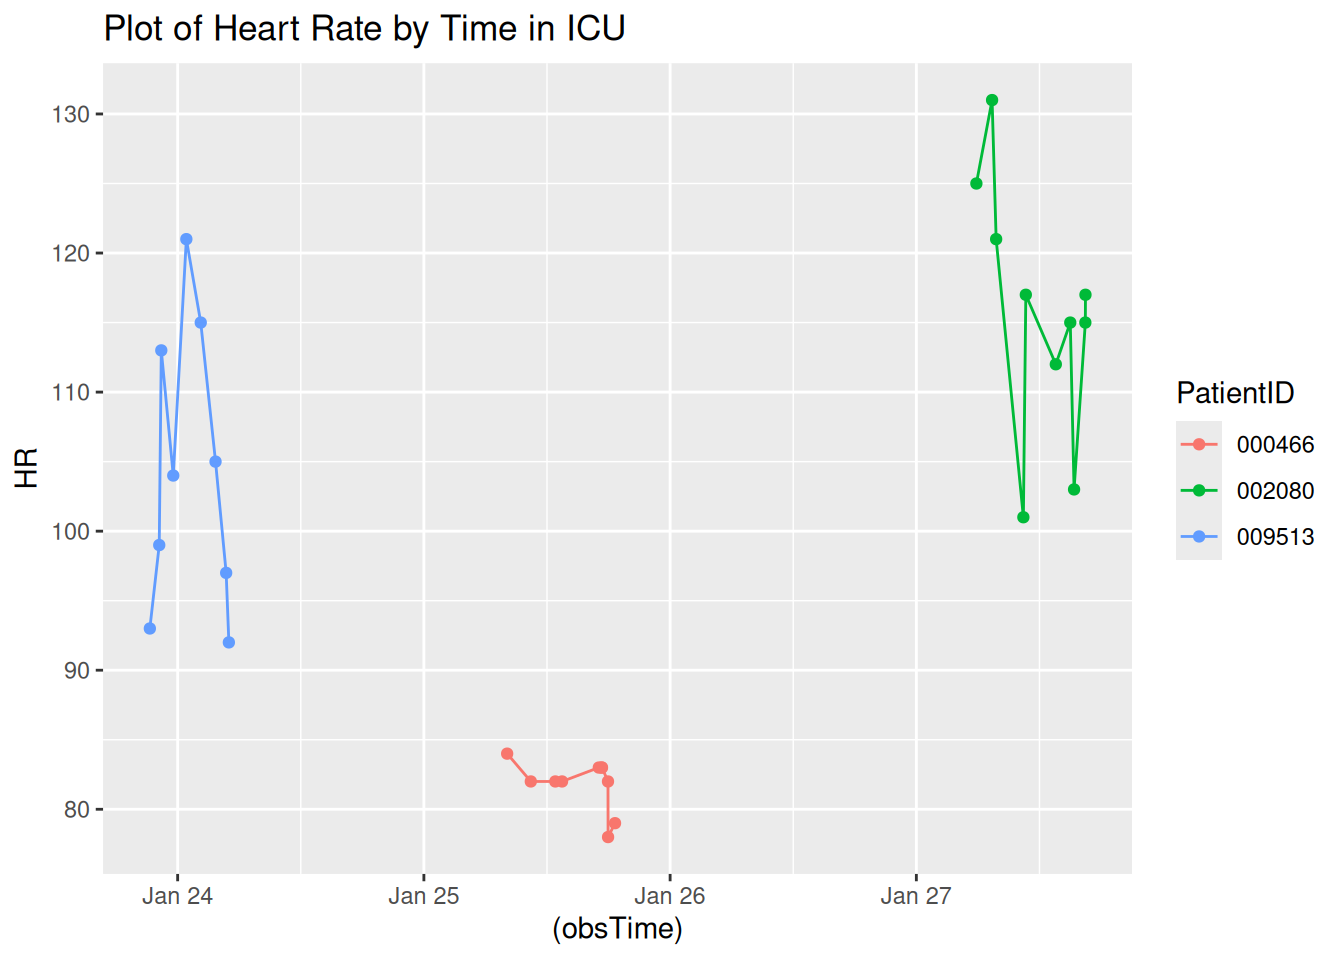 Plot of Heart Rate by Time in ICU
130
120
110
100
90
80
HR
Jan 24
Jan 25
Jan 26
Jan 27
(obsTime)
PatientID
000466
002080
009513